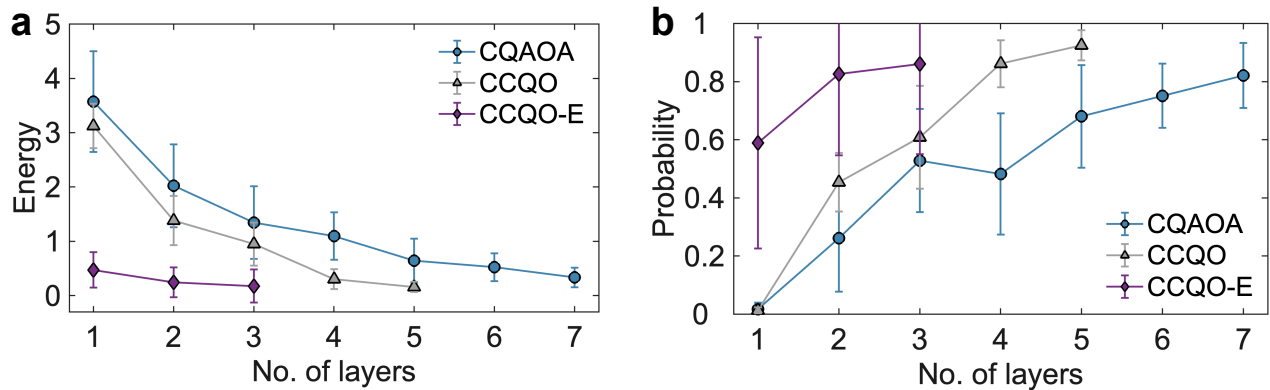 a
5
4
3
2
1
0
Energy
CQAOA
CCQO
CCQO-E
1 2 3 4 5 6 7
No. of layers
b
1
0.8
0.6
0.4
0.2
0
Probability
CQAOA
CCQO
CCQO-E
1 2 3 4 5 6 7
No. of layers